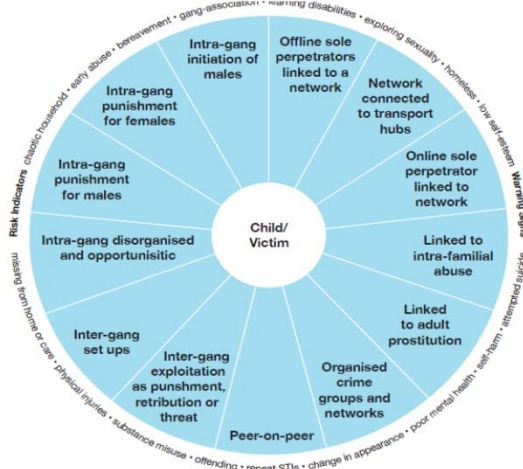 Risk Indicators chaotic household • early abuse • bereavement • gang-association • learning disabilities • exploring sexuality • homeless • low self-esteem
Offline sole
perpetrators
linked to a
network
Network
connected
to transport
hubs
Online sole
perpetrator
linked to
network
Linked to
intra-familial
abuse
Linked
to adult
prostitution
Organised
crime
groups and
networks
Peer-on-peer
Inter-gang
exploitation
as punshment,
retribution or
threat
Inter-gang
set ups
Intra-gang disorganised
and opportunisitic
Intra-gang
punishment
for males
Intra-gang
punishment
for females
Intra-gang
initiation
of males
Child/
Victim
missing from home or care • physical injuries • substance misuse • offending • repeat STIs • change in appearance • poor mental health • self-harm • attempted suicide
Warning signs